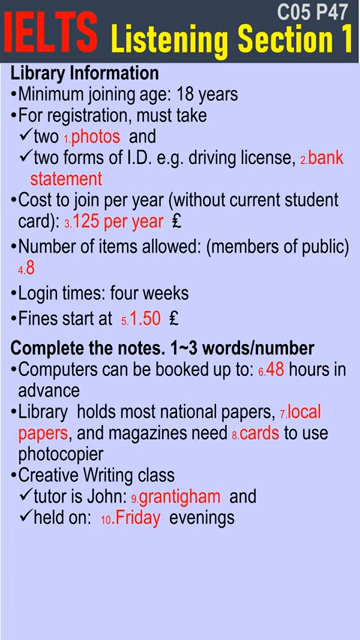 C05 P47
IELTS Listening Section 1
Library Information
•Minimum joining age: 18 years
•For registration, must take
✓two 1.photos and
✓two forms of I.D. e.g. driving license, 2.bank
statement
•Cost to join per year (without current student
card): 3.125 per year £
•Number of items allowed: (members of public)
4.8
•Login times: four weeks
•Fines start at 5.1.50 £
Complete the notes. 1~3 words/number
•Computers can be booked up to: 6.48 hours in
advance
•Library holds most national papers, 7.local
papers, and magazines need 8.cards to use
photocopier
•Creative Writing class
✓tutor is John: 9.grantigham and
✓held on: 10.Friday evenings